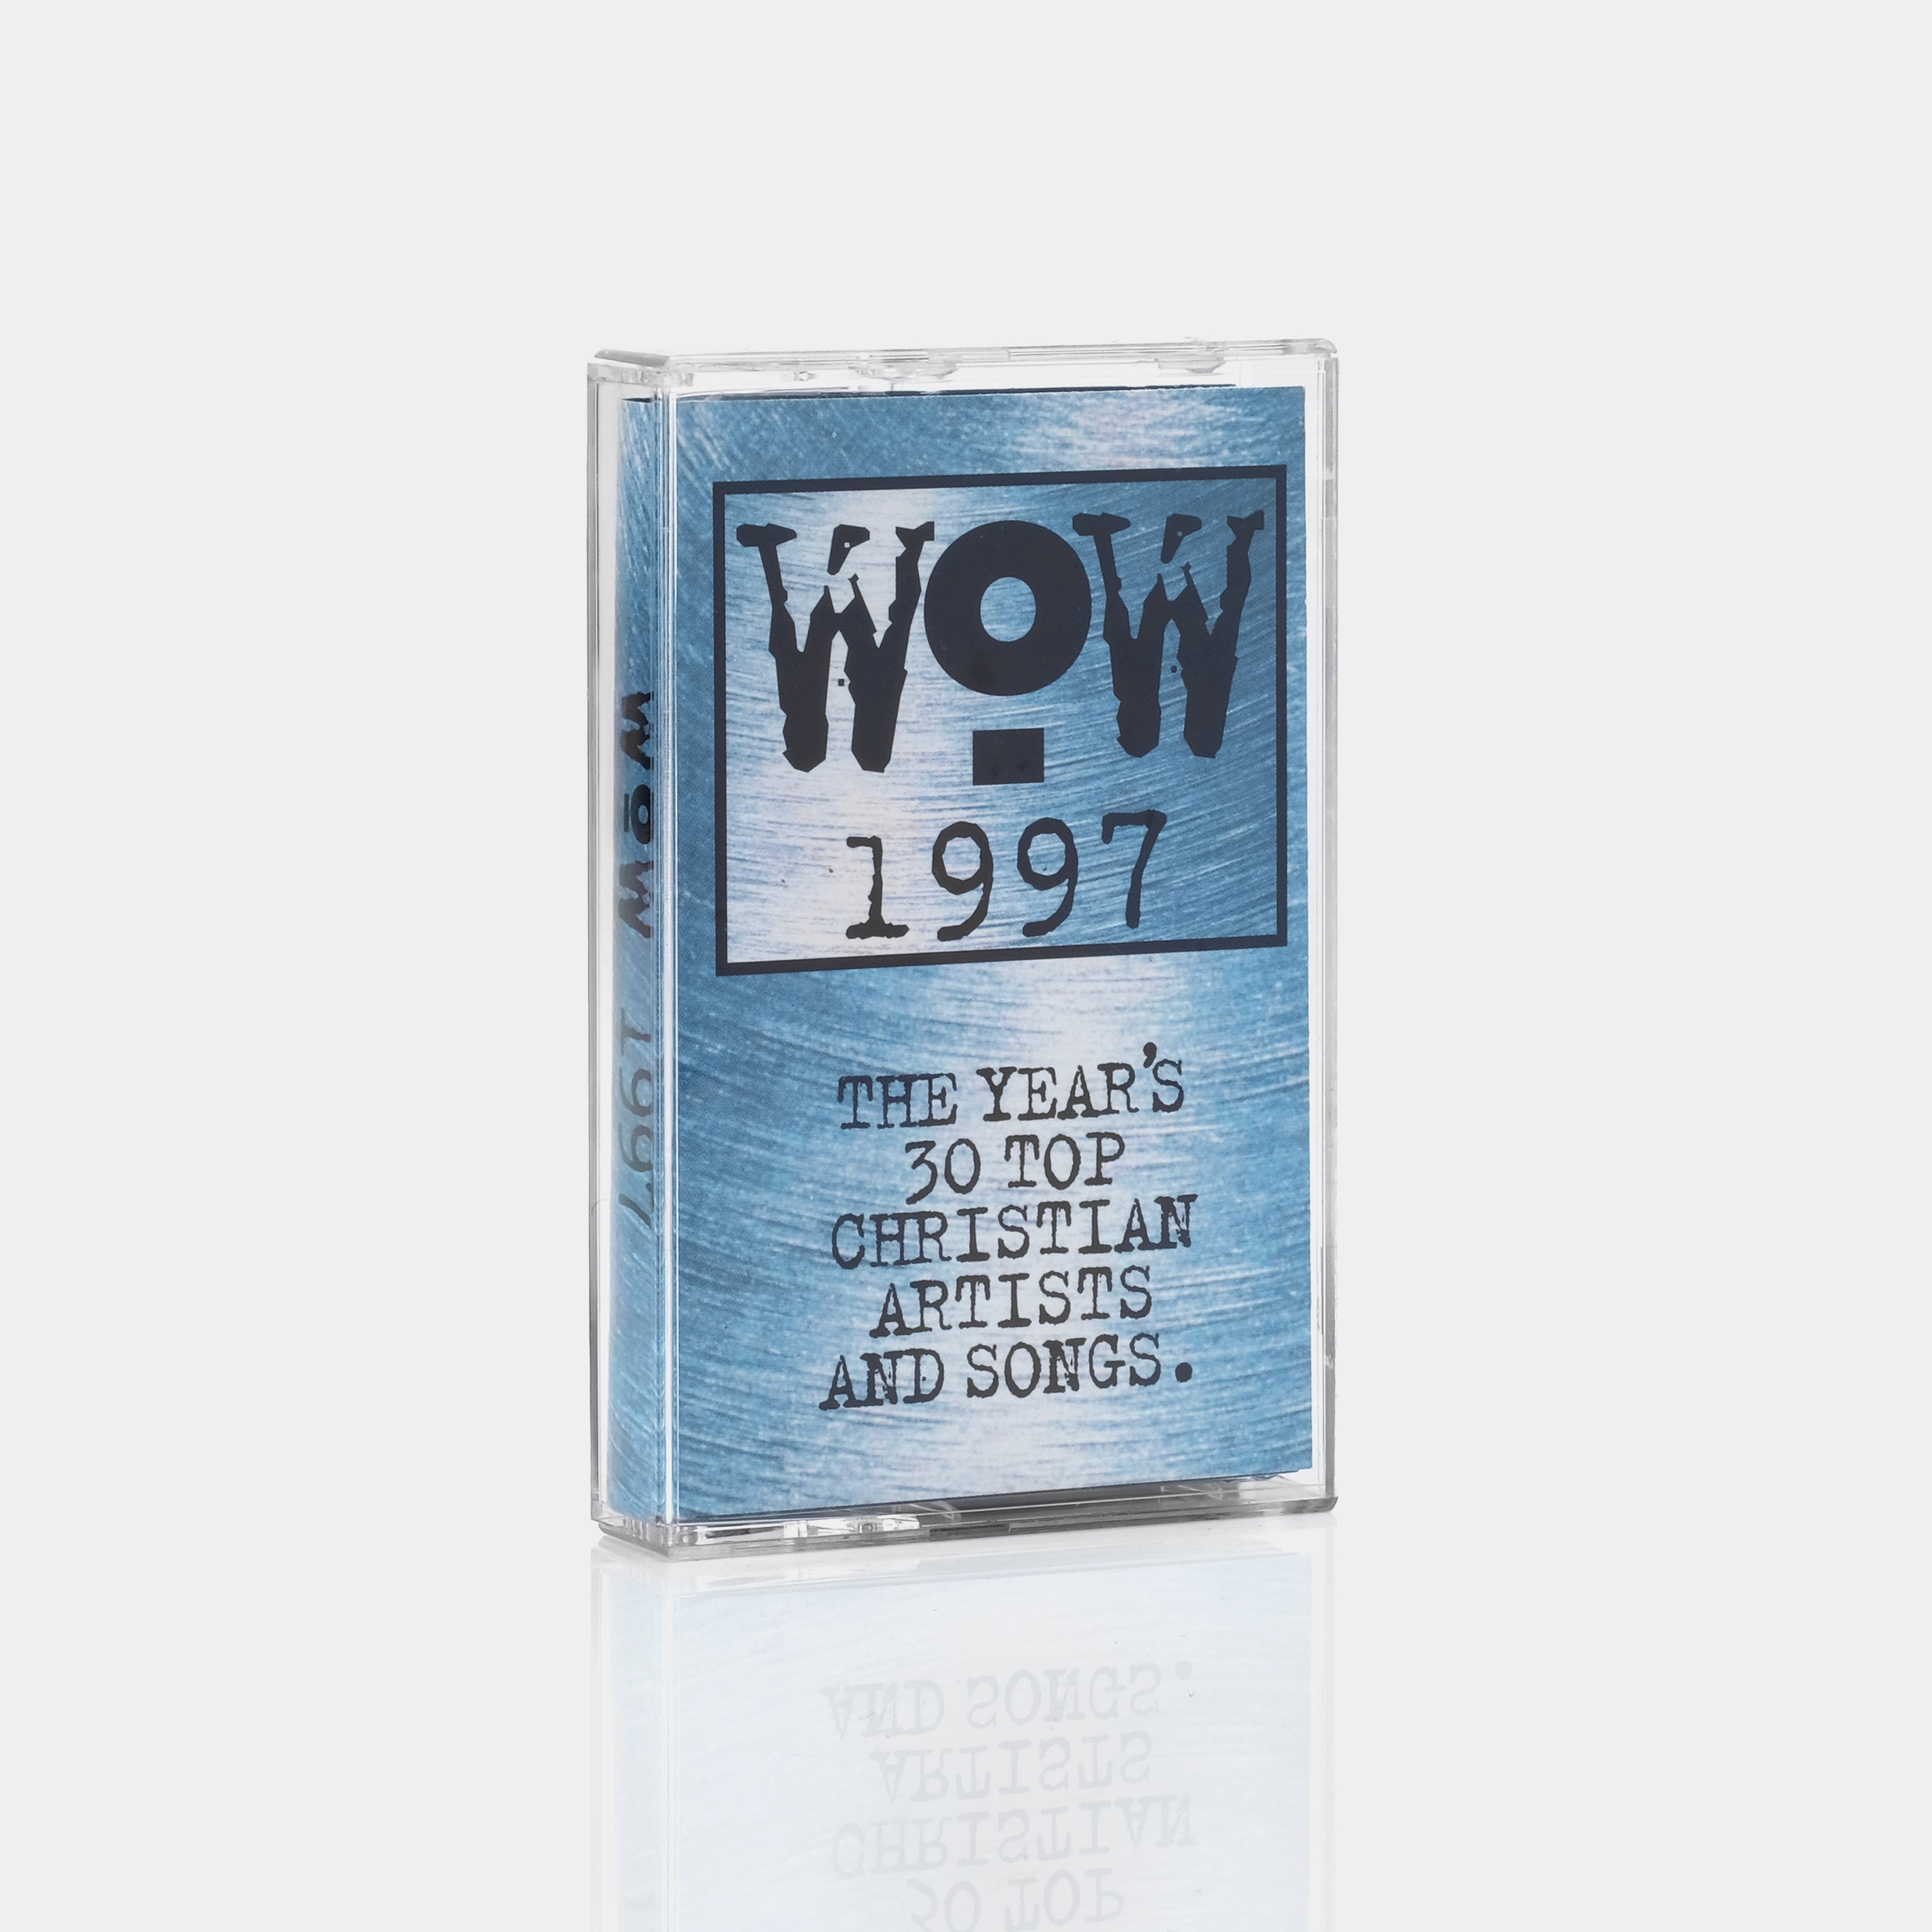 WOW
1997
THE YEAR'S
30 TOP
CHRISTIAN
ARTISTS
AND SONGS.
WOW 1997